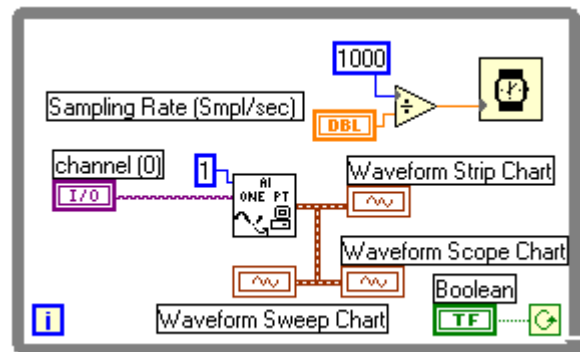 1000
Sampling Rate (Smpl/sec)
DBL
channel (0)
1
AI
ONE PT
Waveform Strip Chart
I/O
Waveform Scope Chart
Boolean
i
Waveform Sweep Chart
TF